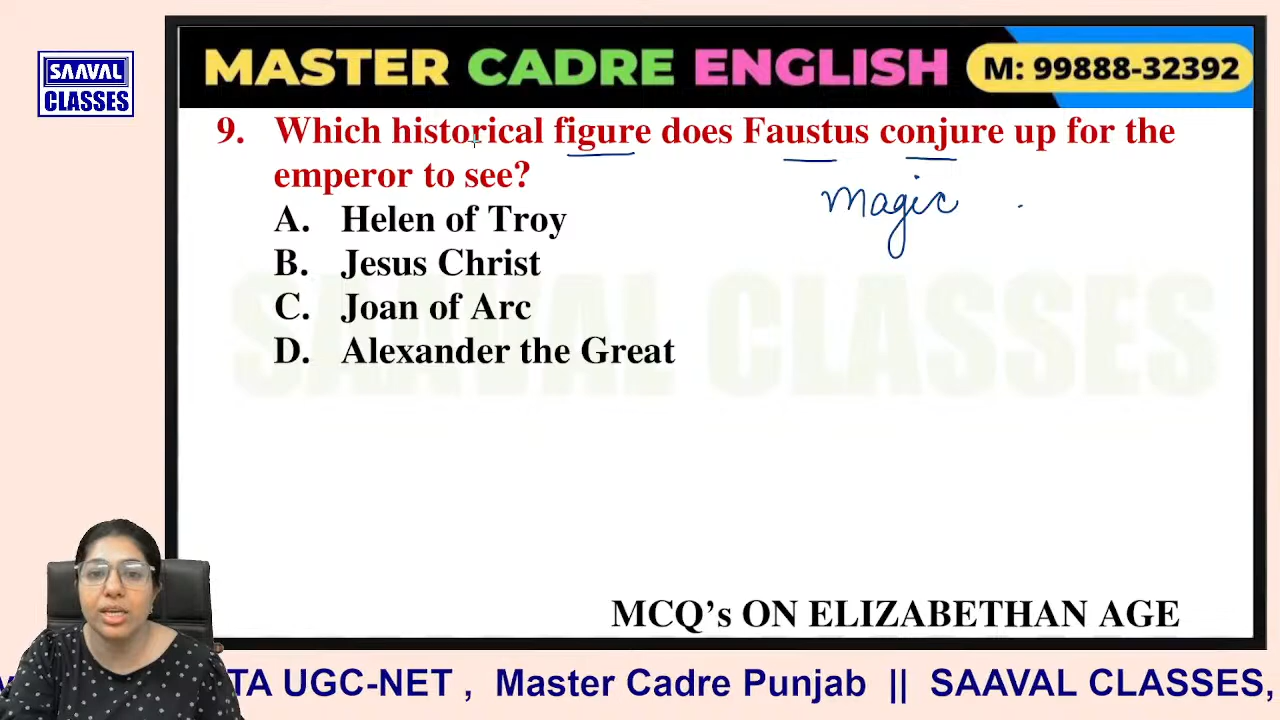 SAAVAL
CLASSES
MASTER CADRE ENGLISH
M: 99888-32392
9. Which historical figure does Faustus conjure up for the
emperor to see?
magic
A. Helen of Troy
B. Jesus Christ
C. Joan of Arc
D. Alexander the Great
SAAVAL CLASSES
MCQ's ON ELIZABETHAN AGE
TA UGC-NET , Master Cadre Punjab || SAAVAL CLASSES,